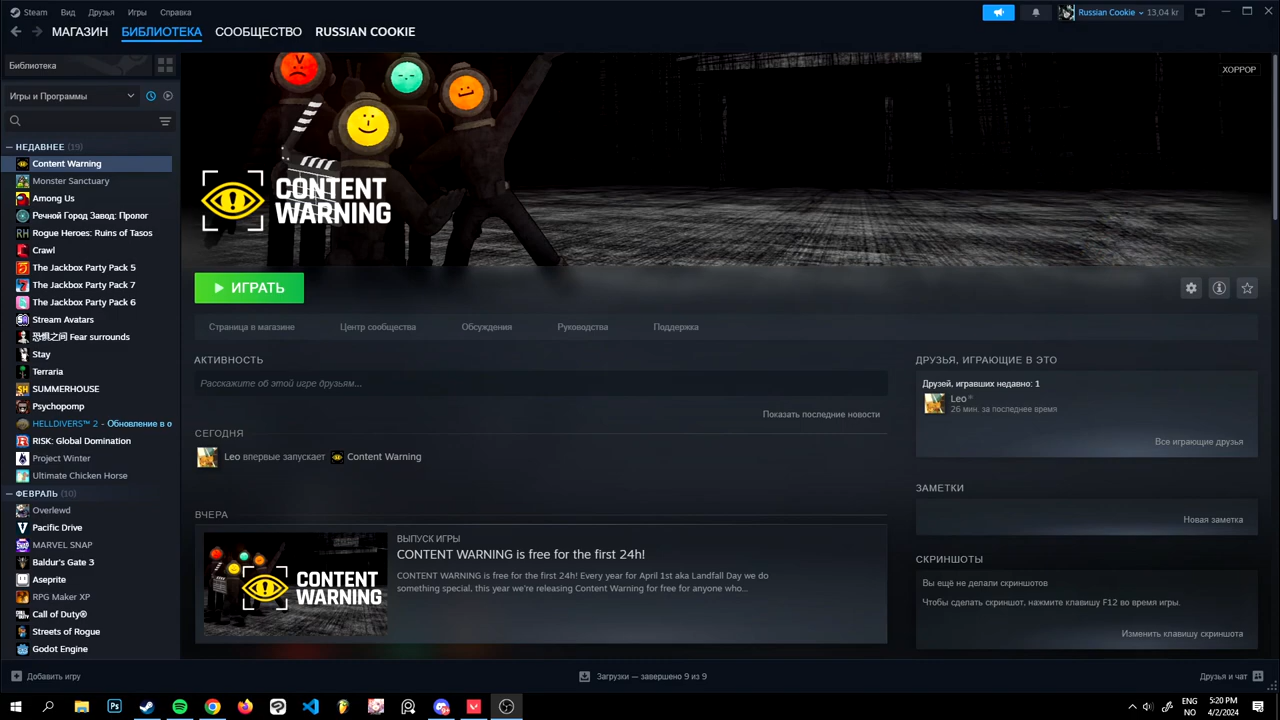 Steam Вид Друзья Игры Справка
Russian Cookie 13,04 kr
МАГАЗИН БИБЛИОТЕКА СООБЩЕСТВО RUSSIAN COOKIE
Библиотека
ХОРРОР
Игры и Программы
НЕДАВНЕЕ (19)
Content Warning
Monster Sanctuary
Among Us
Речной Город Завод: Пролог
Rogue Heroes: Ruins of Tasos
Crawl
The Jackbox Party Pack 5
The Jackbox Party Pack 7
The Jackbox Party Pack 6
Stream Avatars
恐惧之间 Fear surrounds
Stay
Terraria
SUMMERHOUSE
Psychopomp
HELLDIVERS™ 2 - Обновление в о
RISK: Global Domination
Project Winter
Ultimate Chicken Horse
ФЕВРАЛЬ (10)
Overlewd
Pacific Drive
MARVEL SNAP
Baldur's Gate 3
Aseprite
RPG Maker XP
Call of Duty®
Streets of Rogue
Godot Engine
CONTENT
WARNING
ИГРАТЬ
Страница в магазине Центр сообщества Обсуждения Руководства Поддержка
АКТИВНОСТЬ
Расскажите об этой игре друзьям...
Показать последние новости
СЕГОДНЯ
Leo впервые запускает Content Warning
ВЧЕРА
CONTENT
WARNING
ВЫПУСК ИГРЫ
CONTENT WARNING is free for the first 24h!
CONTENT WARNING is free for the first 24h! Every year for April 1st aka Landfall Day we do
something special, this year we're releasing Content Warning for free for anyone who...
ДРУЗЬЯ, ИГРАЮЩИЕ В ЭТО
Друзей, игравших недавно: 1
Leo
26 мин. за последнее время
Все играющие друзья
ЗАМЕТКИ
Новая заметка
СКРИНШОТЫ
Вы ещё не делали скриншотов
Чтобы сделать скриншот, нажмите клавишу F12 во время игры.
Изменить клавишу скриншота
Добавить игру
Загрузки — завершено 9 из 9
Друзья и чат
ENG 5:20 PM
NO 4/2/2024